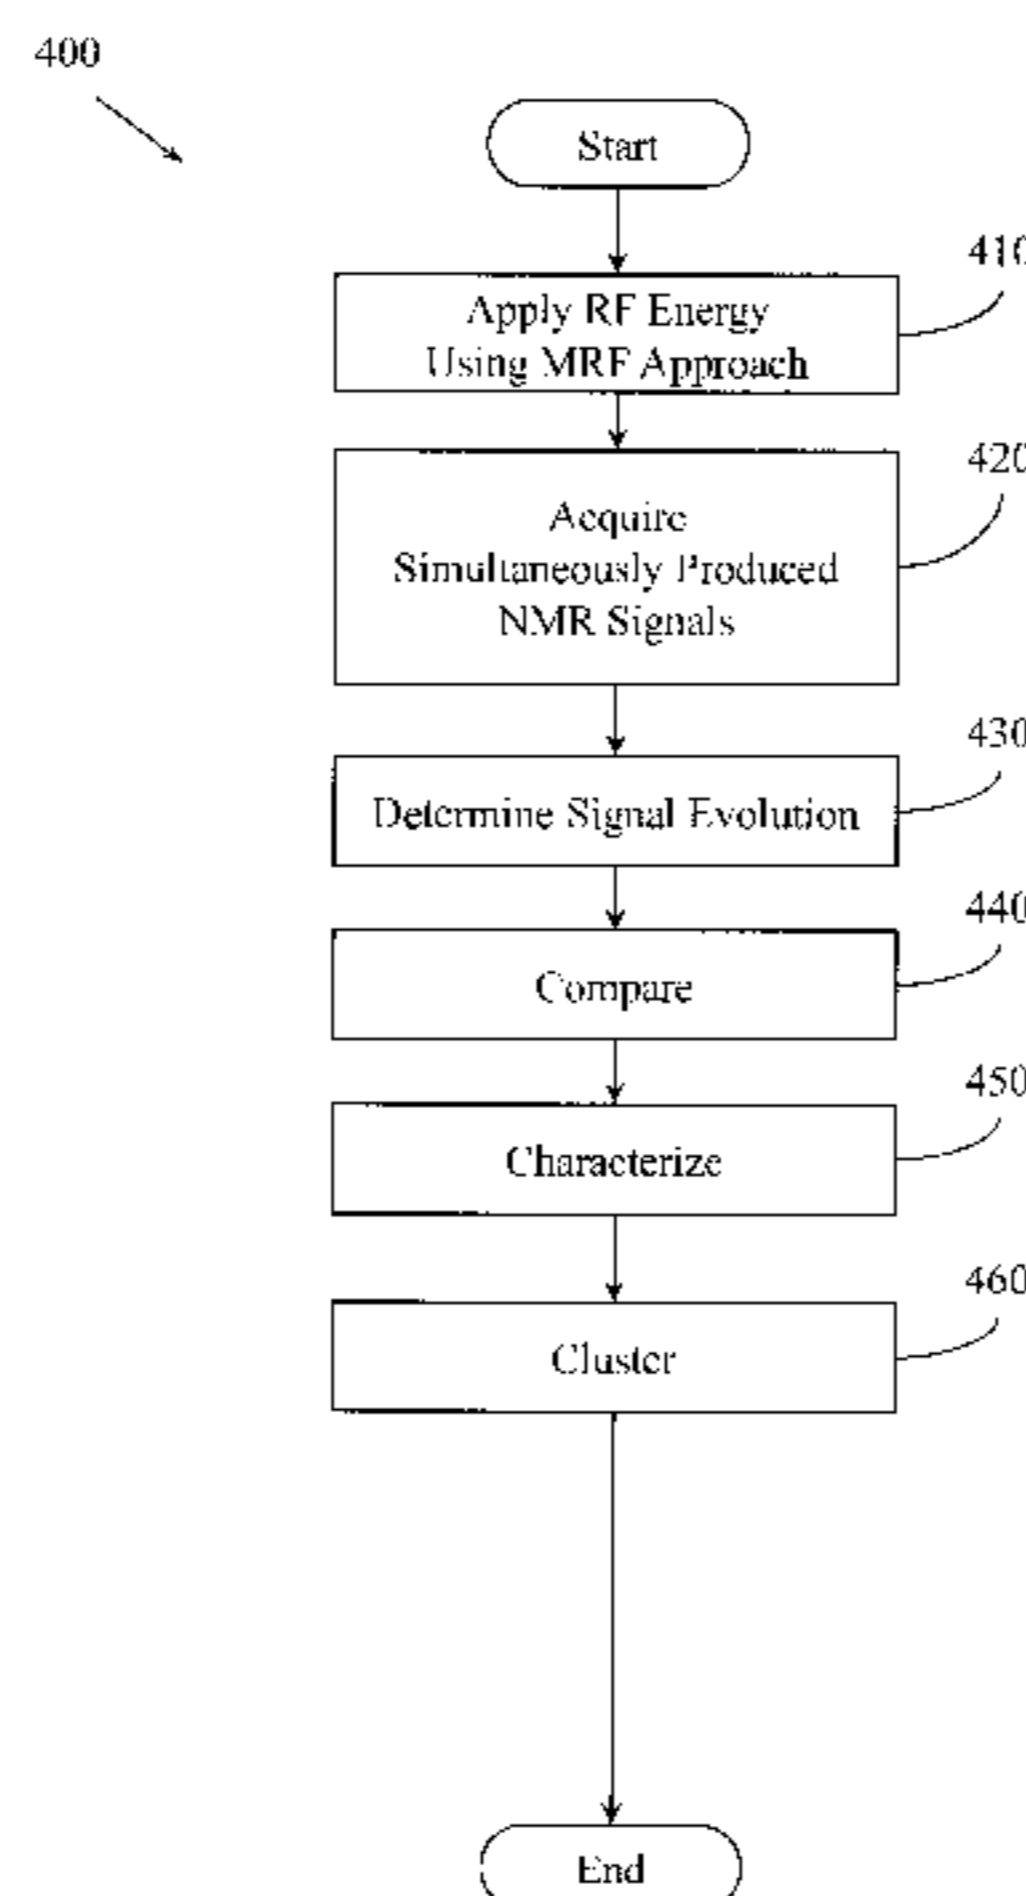 400
Start
410
Apply RF Energy
Using MRF Approach
420
Acquire
Simultaneously Produced
NMR Signals
430
Determine Signal Evolution
440
Compare
450
Characterize
460
Cluster
End